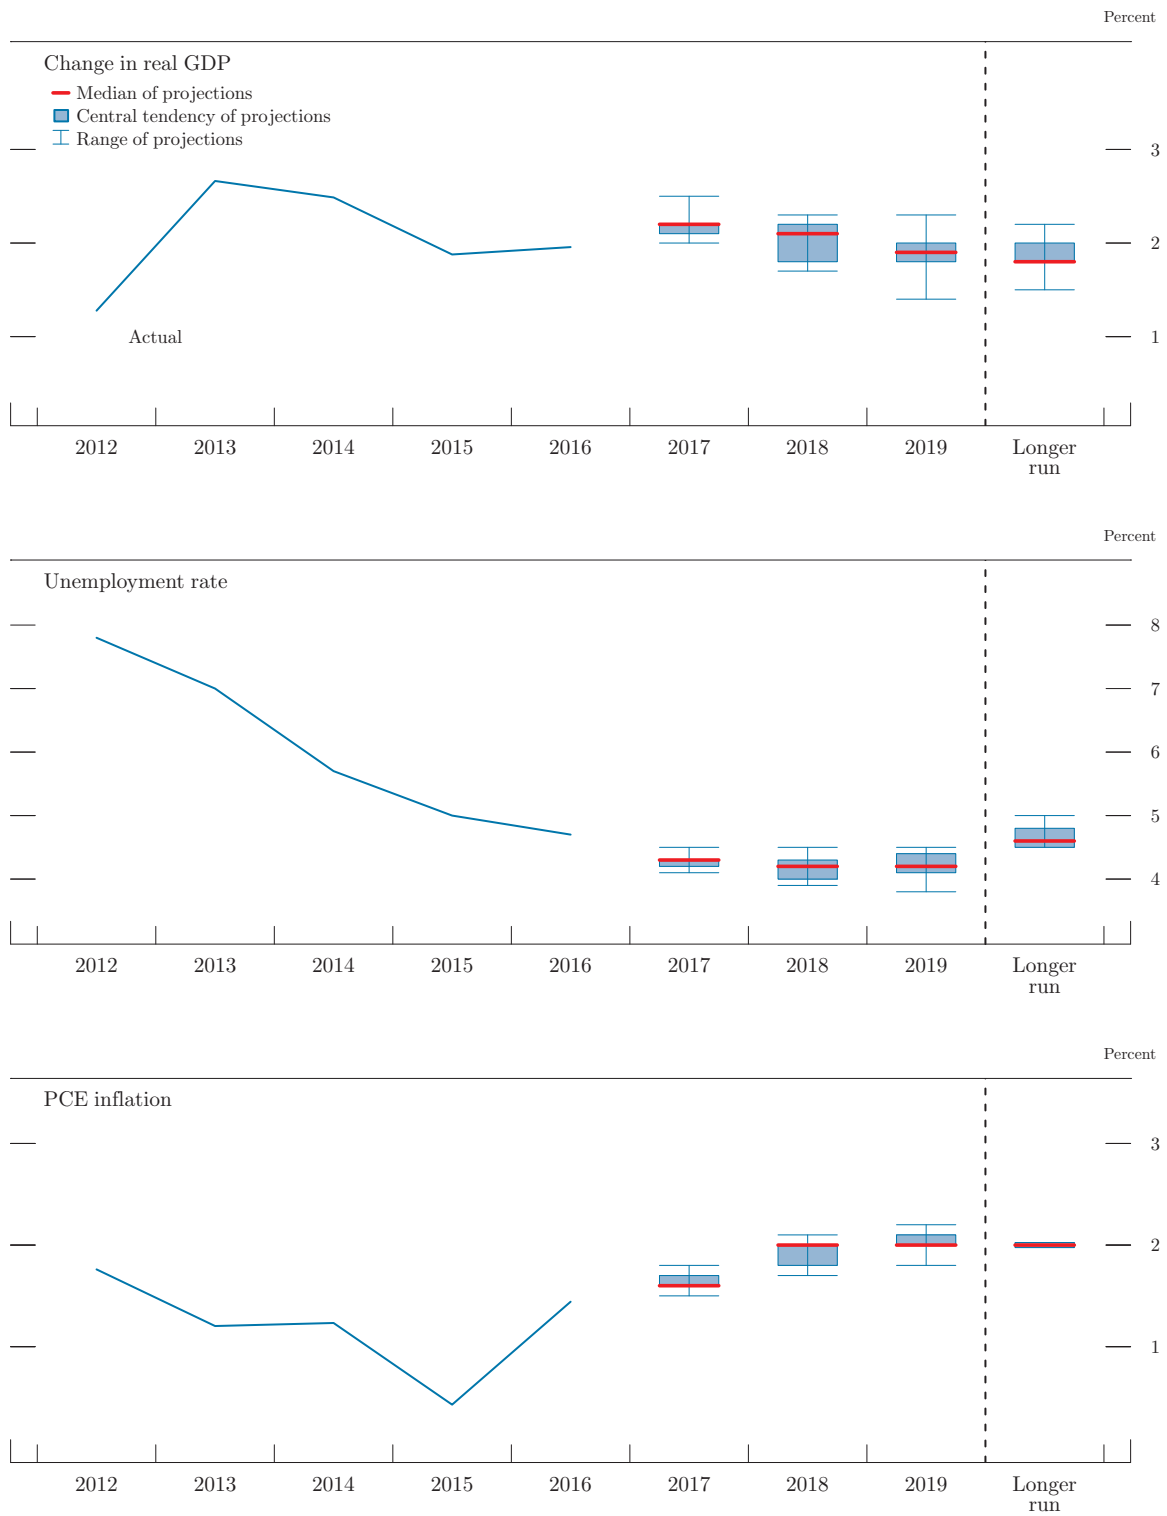 Percent
Change in real GDP
Median of projections
Central tendency of projections
Range of projections
3
2
Actual
1
2012 2013 2014 2015 2016 2017 2018 2019 Longer
run
Percent
Unemployment rate
8
7
6
5
4
2012 2013 2014 2015 2016 2017 2018 2019 Longer
run
Percent
PCE inflation
3
2
1
2012 2013 2014 2015 2016 2017 2018 2019 Longer
run